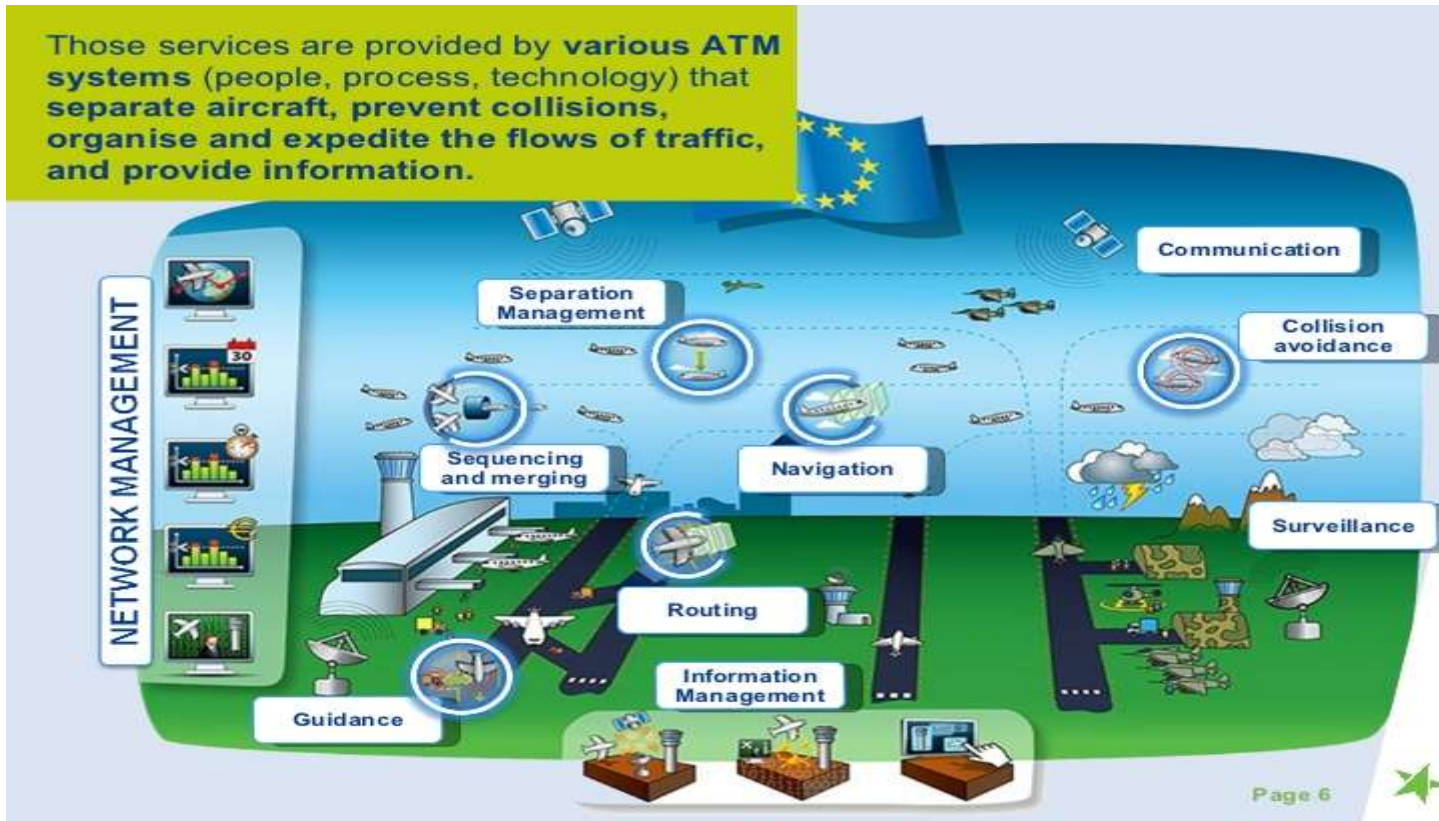 Those services are provided by various ATM
systems (people, process, technology) that
separate aircraft, prevent collisions,
organise and expedite the flows of traffic,
and provide information.
Communication
Separation
Management
Collision
avoidance
NETWORK MANAGEMENT
30
Sequencing
and merging
Navigation
Surveillance
Routing
Information
Management
Guidance
Page 6